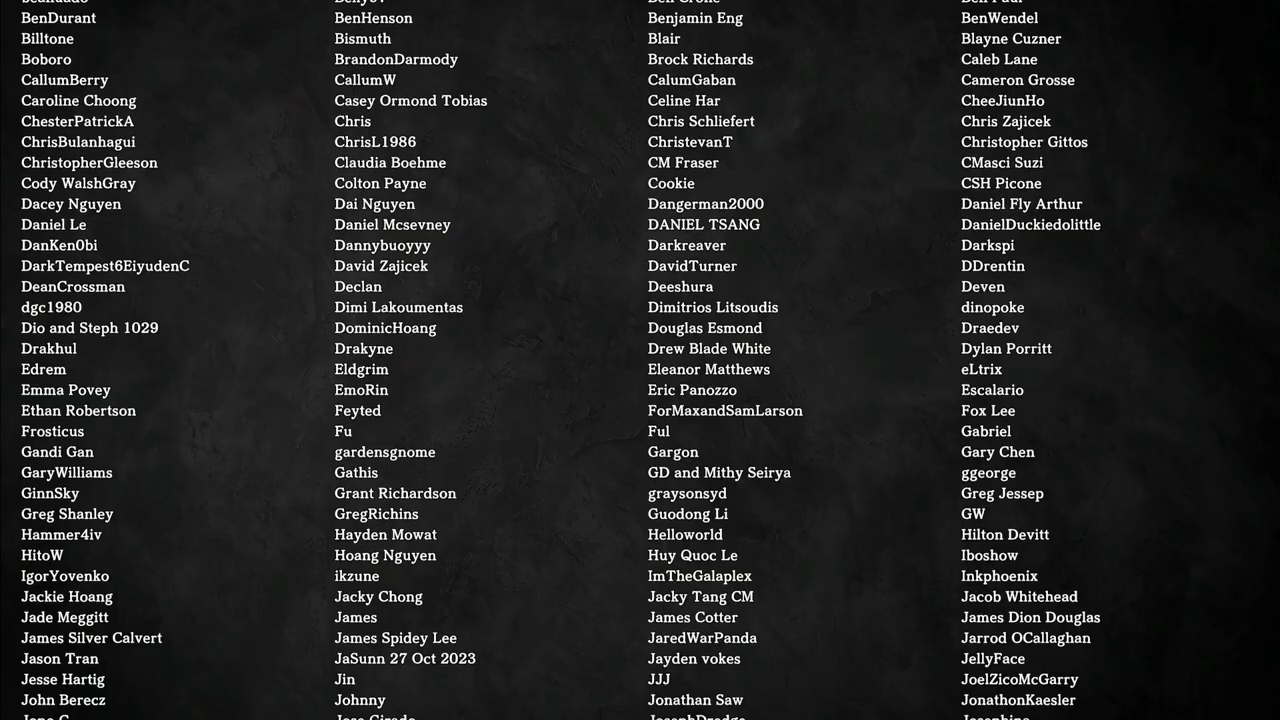 BenDurant BenHenson Benjamin Eng BenWendel
Billtone Bismuth Blair Blayne Cuzner
Boboro BrandonDarmody Brock Richards Caleb Lane
CallumBerry CallumW CalumGaban Cameron Grosse
Caroline Choong Casey Ormond Tobias Celine Har CheeJiunHo
ChesterPatrickA Chris Chris Schliefert Chris Zajicek
ChrisBulanhagui ChrisL1986 ChristevanT Christopher Gittos
ChristopherGleeson Claudia Boehme CM Fraser CMasci Suzi
Cody WalshGray Colton Payne Cookie CSH Picone
Dacey Nguyen Dai Nguyen Dangerman2000 Daniel Fly Arthur
Daniel Le Daniel Mcsevney DANIEL TSANG DanielDuckiedolittle
DanKen0bi Dannybuoyyy Darkreaver Darkspi
DarkTempest6EiyudenC David Zajicek DavidTurner DDrentin
DeanCrossman Declan Deeshura Deven
dgc1980 Dimi Lakoumentas Dimitrios Litsoudis dinopoke
Dio and Steph 1029 DominicHoang Douglas Esmond Draedev
Drakhul Drakyne Drew Blade White Dylan Porritt
Edrem Eldgrim Eleanor Matthews eLtrix
Emma Povey EmoRin Eric Panozzo Escalario
Ethan Robertson Feyted ForMaxandSamLarson Fox Lee
Frosticus Fu Ful Gabriel
Gandi Gan gardensgnome Gargon Gary Chen
GaryWilliams Gathis GD and Mithy Seirya ggeorge
GinnSky Grant Richardson graysonsyd Greg Jessep
Greg Shanley GregRichins Guodong Li GW
Hammer4iv Hayden Mowat Helloworld Hilton Devitt
HitoW Hoang Nguyen Huy Quoc Le Iboshow
IgorYovenko ikzune ImTheGalaplex Inkphoenix
Jackie Hoang Jacky Chong Jacky Tang CM Jacob Whitehead
Jade Meggitt James James Cotter James Dion Douglas
James Silver Calvert James Spidey Lee JaredWarPanda Jarrod OCallaghan
Jason Tran JaSunn 27 Oct 2023 Jayden vokes JellyFace
Jesse Hartig Jin JJJ JoelZicoMcGarry
John Berecz Johnny Jonathan Saw JonathonKaesler